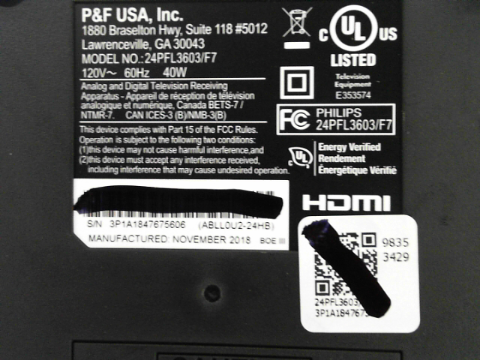 P&F USA, Inc.
1880 Braselton Hwy, Suite 118 #5012
Lawrenceville, GA 30043
MODEL NO.:24PFL3603/F7
120V~ 60Hz 40W
Analog and Digital Television Receiving
Apparatus - Appareil de réception de télévision
analogique et numérique, Canada BETS-7 /
NTMR-7. CAN ICES-3 (B)/NMB-3(B)
This device complies with Part 15 of the FCC Rules.
Operation is subject to the following two conditions:
(1)this device may not cause harmful interference,and
(2)this device must accept any interference received,
including interference that may cause undesired operation.
C UL US
LISTED
Television
Equipment
E353574
FC PHILIPS
24PFL3603/F7
UL
Energy Verified
Rendement
Énergétique Vérifié
HDMI
S/N 3P1A1847675606 (ABLL0U2-24HB)
MANUFACTURED: NOVEMBER 2018 BOE III
9835
3429
24PFL3603/
3P1A184767